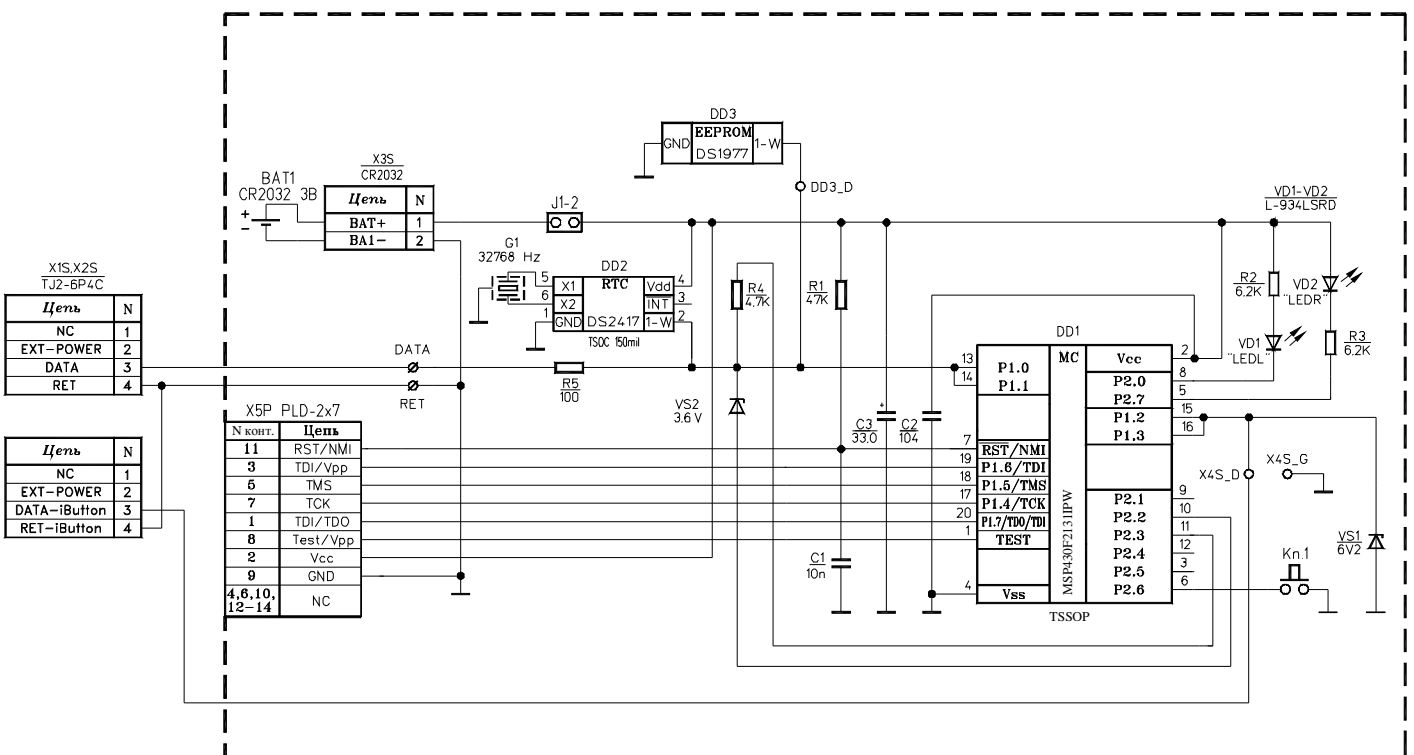 DD3
GND
EEPROM
DS1977
1-W
DD3_D
X3S
CR2032
BAT1
CR2032 3В
+
-
Цепь N
BAT+ 1
BA1- 2
J1-2
VD1-VD2
L-934LSRD
G1
32768 Hz
DD2
5 X1 RTC Vdd 4
6 X2 INT 3
1 GND DS2417 1-W 2
TSOC 150mil
R4
4.7K
R1
47K
R2
6,2K
VD2
"LEDR"
VD1
"LEDL"
R3
6,2K
X1S,X2S
TJ2-6P4C
Цепь N
NC 1
EXT-POWER 2
DATA 3
RET 4
DATA
RET
R5
100
VS2
3.6 V
C3
33,0
+
C2
104
DD1
13 P1.0 MC Vcc 2
14 P1.1 P2.0 8
P2.7 5
P1.2 15
P1.3 16
7 RST/NMI
19 P1.6/TDI
18 P1.5/TMS
17 P1.4/TCK
20 P1.7/TDO/TDI
1 TEST
4 Vss
MSP430F2131IPW
P2.1 9
P2.2 10
P2.3 11
P2.4 12
P2.5 3
P2.6 6
TSSOP
X4S_D
X4S_G
VS1
6V2
Kn.1
C1
10n
X5P PLD-2x7
N конт. Цепь
11 RST/NMI
3 TDI/Vpp
5 TMS
7 TCK
1 TDI/TDO
8 Test/Vpp
2 Vcc
9 GND
4,6,10,
12-14 NC
Цепь N
NC 1
EXT-POWER 2
DATA-iButton 3
RET-iButton 4